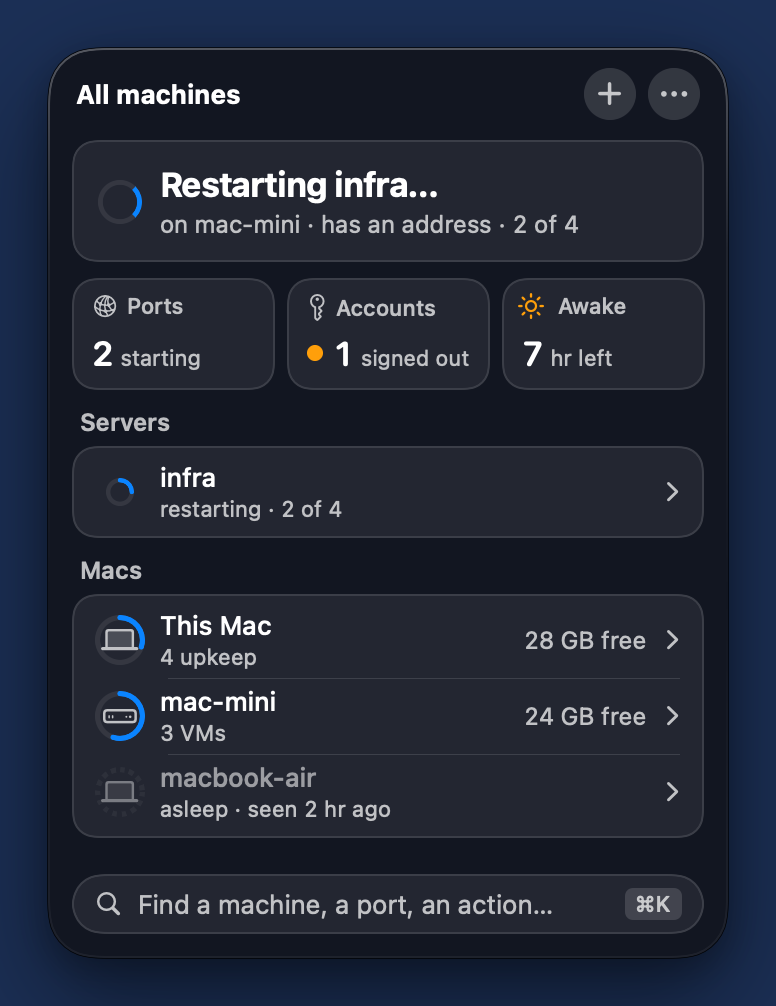 All machines
Restarting infra...
on mac-mini · has an address · 2 of 4
Ports
2 starting
Accounts
1 signed out
Awake
7 hr left
Servers
infra
restarting · 2 of 4
Macs
This Mac
28 GB free
4 upkeep
mac-mini
24 GB free
3 VMs
macbook-air
asleep · seen 2 hr ago
Find a machine, a port, an action... ⌘K